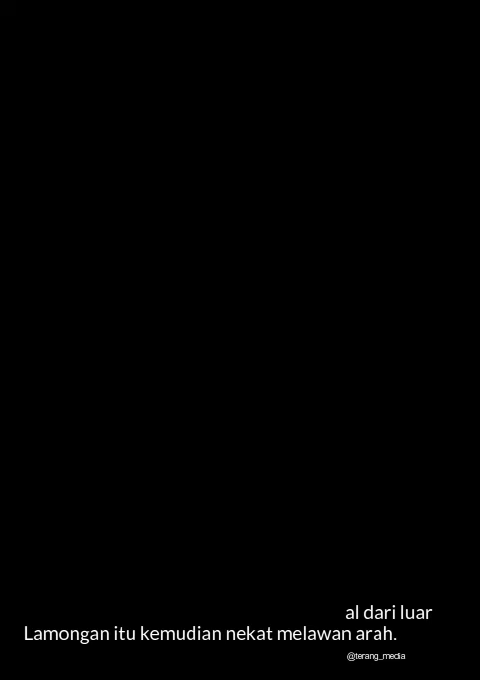 al dari luar
Lamongan itu kemudian nekat melawan arah.
@terang_media